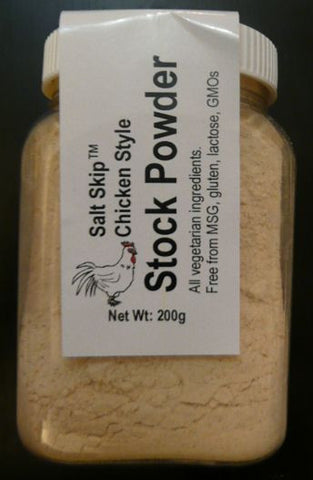 Salt Skip™
Chicken Style
Stock Powder
All vegetarian ingredients.
Free from MSG, gluten, lactose, GMOs
Net Wt: 200g